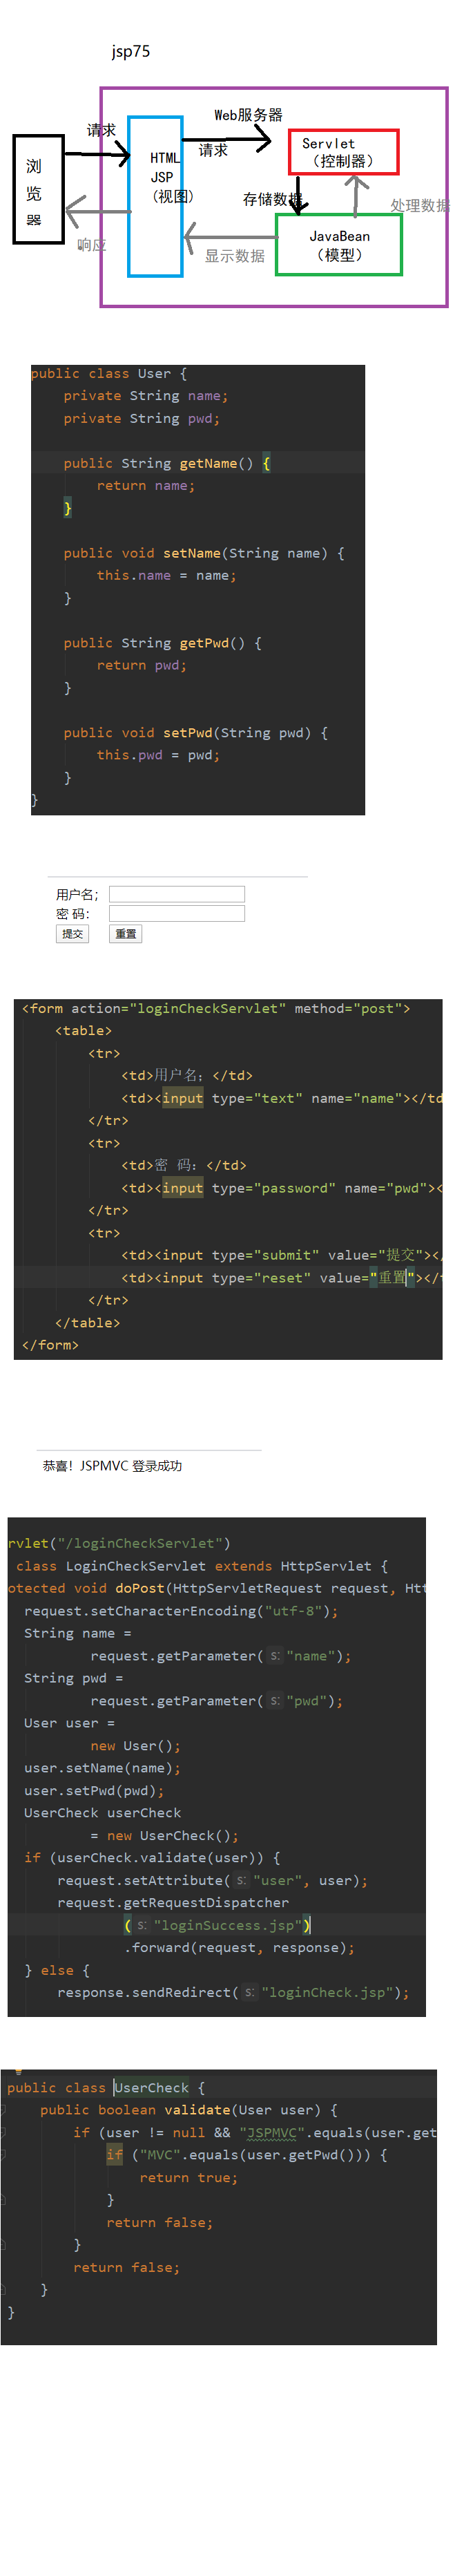 jsp75
Web服务器
请求
请求
浏
览
器
HTML
JSP
(视图)
Servlet
(控制器)
存储数据
处理数据
响应
显示数据
JavaBean
(模型)
public class User {
private String name;
private String pwd;
public String getName() {
return name;
}
public void setName(String name) {
this.name = name;
}
public String getPwd() {
return pwd;
}
public void setPwd(String pwd) {
this.pwd = pwd;
}
}
用户名;
密 码:
提交 重置
<form action="loginCheckServlet" method="post">
<table>
<tr>
<td>用户名; </td>
<td><input type="text" name="name"></td
</tr>
<tr>
<td>密 码: </td>
<td><input type="password" name="pwd"><
</tr>
<tr>
<td><input type="submit" value="提交"></
<td><input type="reset" value="重置"></t
</tr>
</table>
</form>
恭喜! JSPMVC 登录成功
rvlet("/loginCheckServlet")
class LoginCheckServlet extends HttpServlet {
otected void doPost(HttpServletRequest request, Htt
request.setCharacterEncoding("utf-8");
String name =
request.getParameter( s: "name");
String pwd =
request.getParameter( s: "pwd");
User user =
new User();
user.setName(name);
user.setPwd(pwd);
UserCheck userCheck
= new UserCheck();
if (userCheck.validate(user)) {
request.setAttribute( s: "user", user);
request.getRequestDispatcher
( s: "loginSuccess.jsp")
.forward(request, response);
} else {
response.sendRedirect( s: "loginCheck.jsp");
public class UserCheck {
public boolean validate(User user) {
if (user != null && "JSPMVC".equals(user.get
if ("MVC".equals(user.getPwd())) {
return true;
}
return false;
}
return false;
}
}